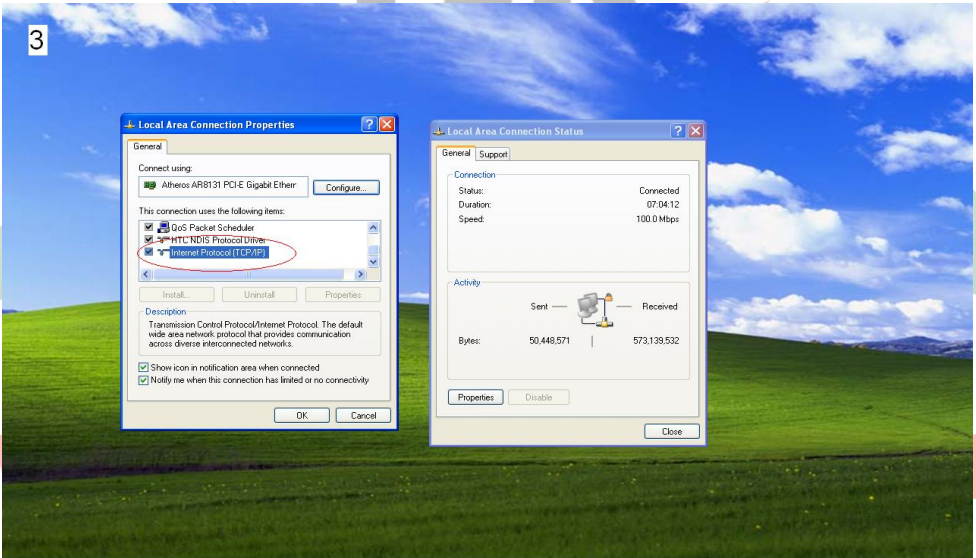 3
Local Area Connection Properties
General
Connect using:
Atheros AR8131 PCI-E Gigabit Ethern
Configure...
This connection uses the following items:
QoS Packet Scheduler
HTC NDIS Protocol Driver
Internet Protocol (TCP/IP)
Install...
Uninstall
Properties
Description
Transmission Control Protocol/Internet Protocol. The default
wide area network protocol that provides communication
across diverse interconnected networks.
Show icon in notification area when connected
Notify me when this connection has limited or no connectivity
OK
Cancel
Local Area Connection Status
General
Support
Connection
Status: Connected
Duration: 07:04:12
Speed: 100.0 Mbps
Activity
Sent
Received
Bytes: 50,448,571 573,139,532
Properties
Disable
Close